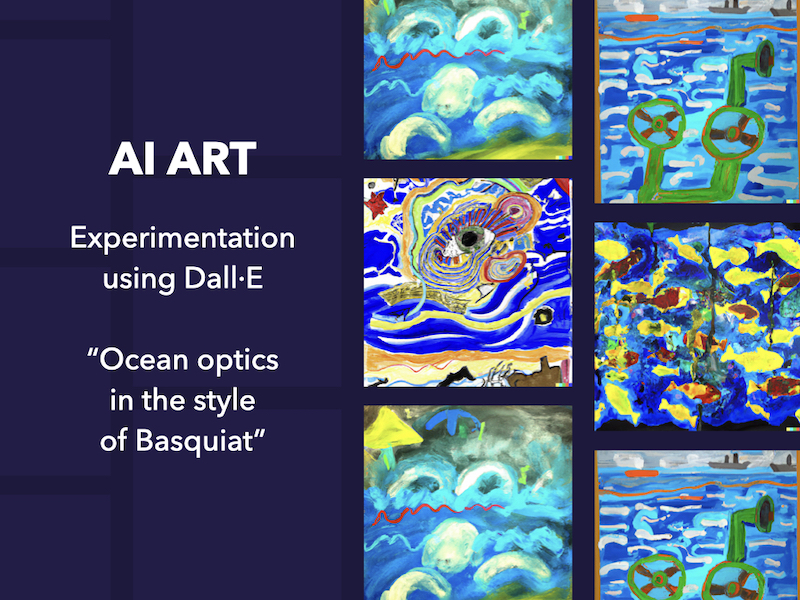 AI ART
Experimentation
using Dall·E
“Ocean optics
in the style
of Basquiat”